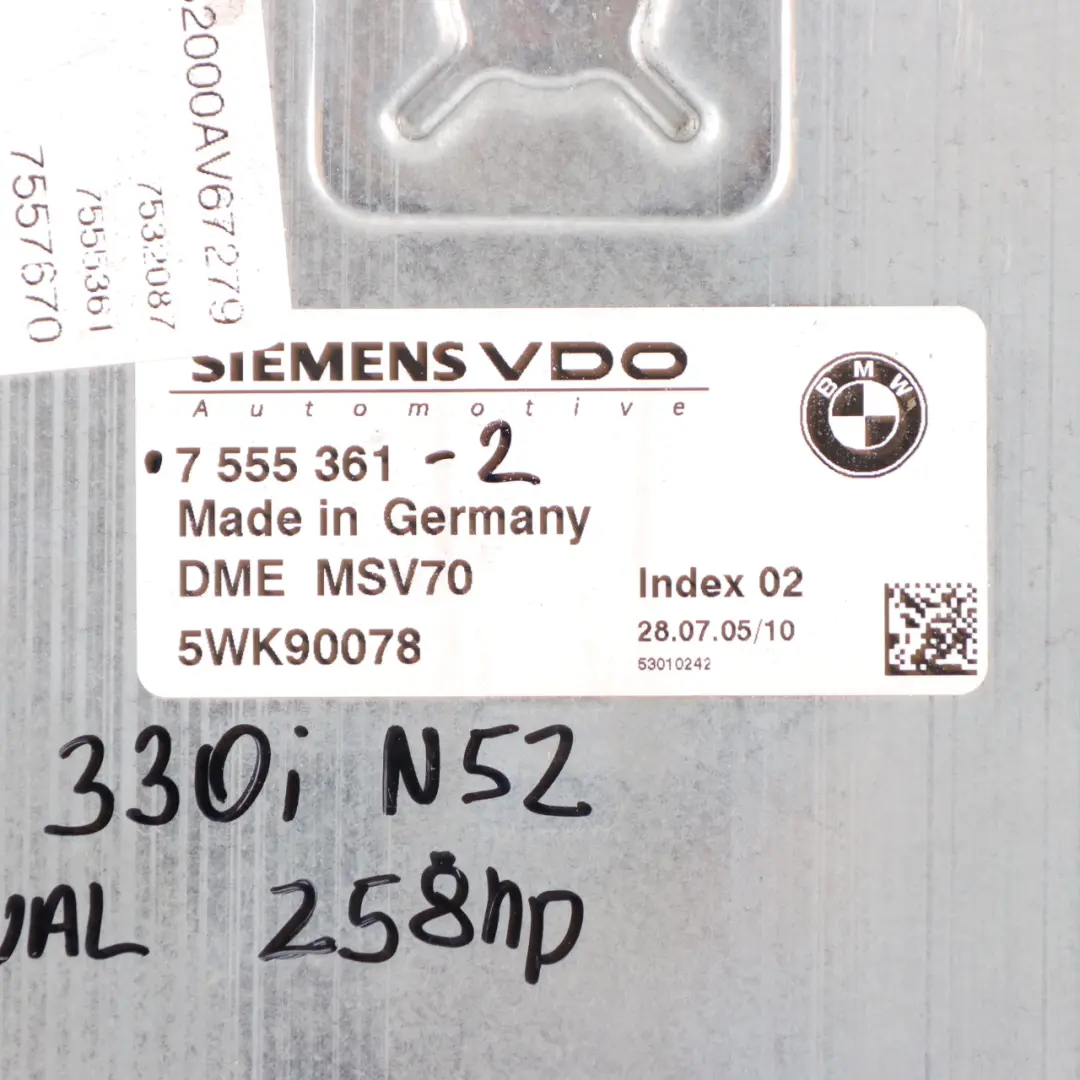 2000AV67279
7532087
7555361
7557670
SIEMENS VDO
Automotive
BMW
7 555 361 -2
Made in Germany
DME MSV70
Index 02
5WK90078
28.07.05/10
53010242
330i N52
258hp